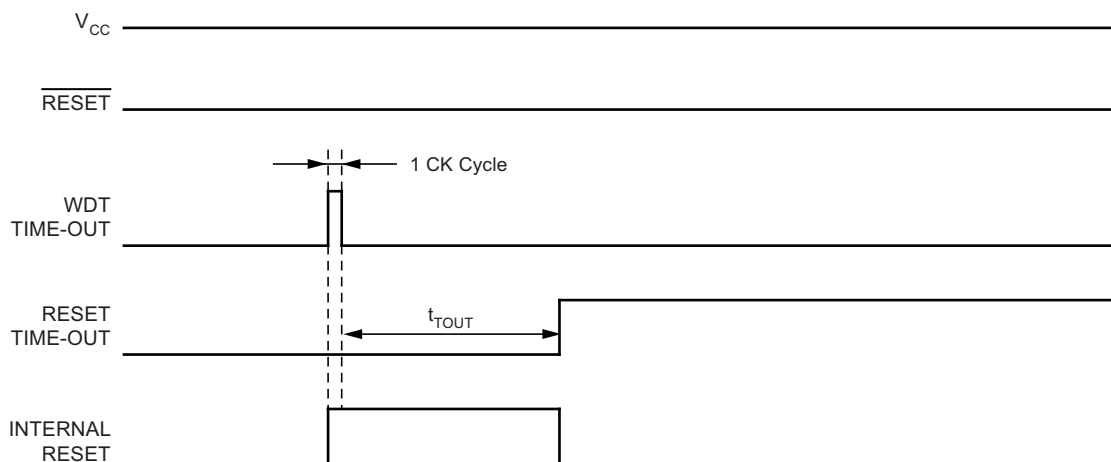 VCC
RESET
1 CK Cycle
WDT
TIME-OUT
RESET
TIME-OUT
tTOUT
INTERNAL
RESET